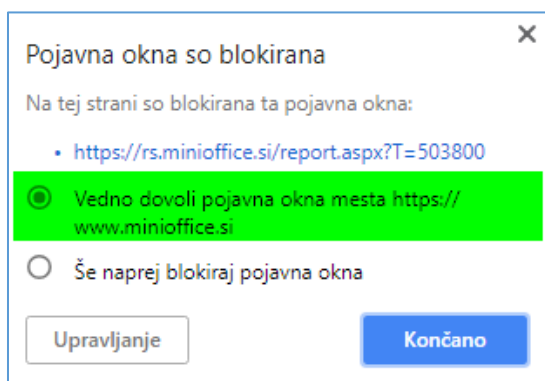 Pojavna okna so blokirana
Na tej strani so blokirana ta pojavna okna:
• https://rs.minioffice.si/report.aspx?T=503800
Vedno dovoli pojavna okna mesta https://
www.minioffice.si
Še naprej blokiraj pojavna okna
Upravljanje
Končano